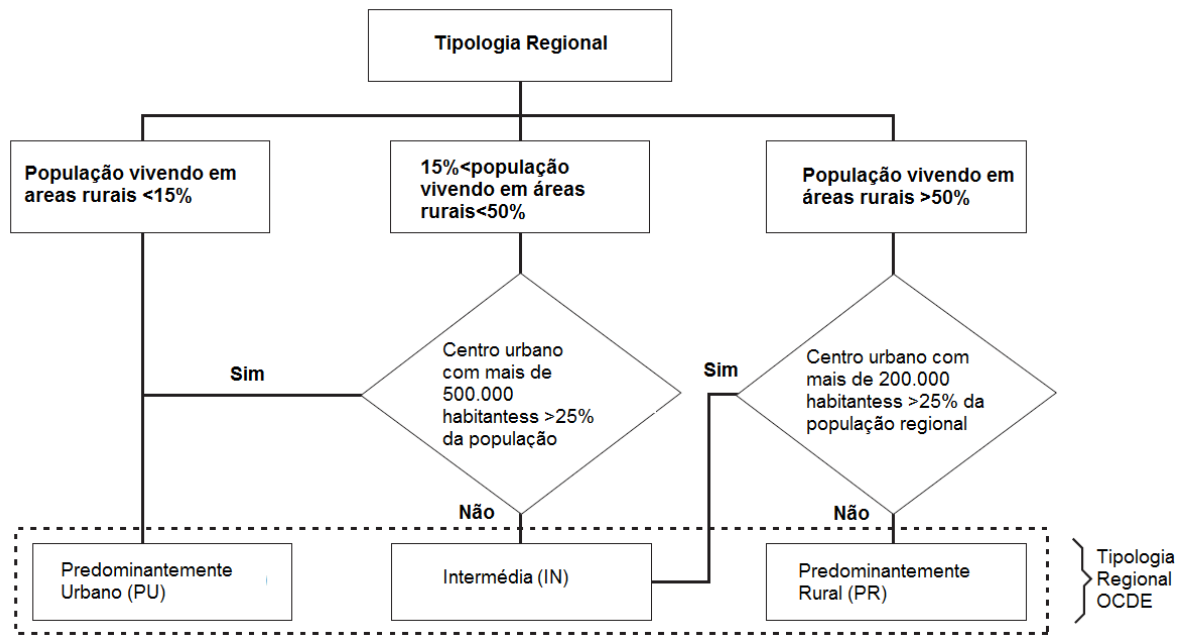 Tipologia Regional
População vivendo em
areas rurais <15%
15%<população
vivendo em áreas
rurais<50%
População vivendo em
áreas rurais >50%
Sim
Centro urbano
com mais de
500.000
habitantess >25%
da população
Sim
Centro urbano com
mais de 200.000
habitantess >25% da
população regional
Não
Não
Predominantemente
Urbano (PU)
Intermédia (IN)
Predominantemente
Rural (PR)
Tipologia
Regional
OCDE